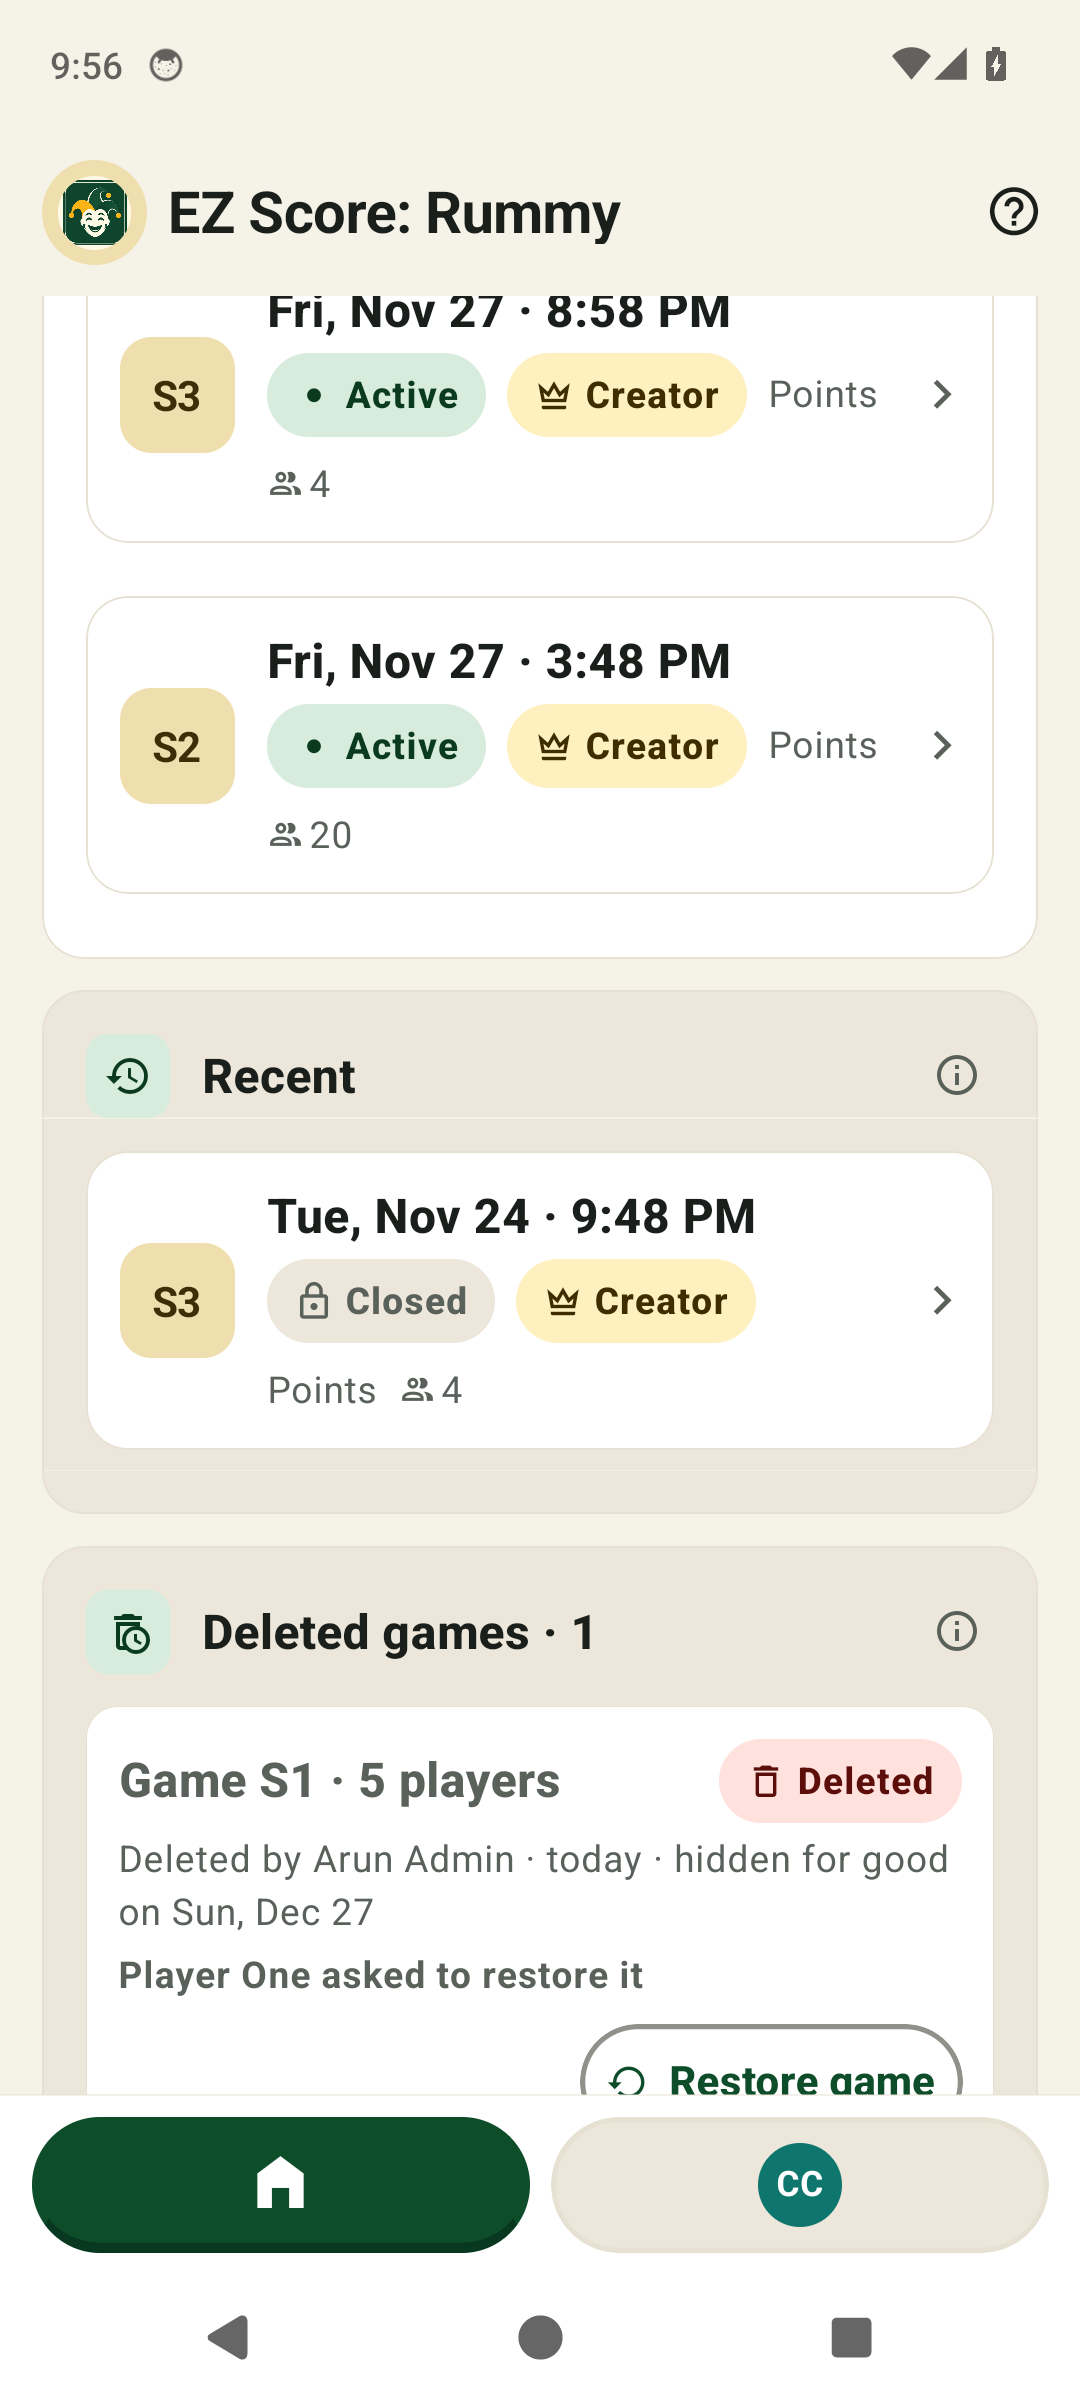 9:56
EZ Score: Rummy
Fri, Nov 27 · 8:58 PM
S3
Active
Creator
Points
4
Fri, Nov 27 · 3:48 PM
S2
Active
Creator
Points
20
Recent
Tue, Nov 24 · 9:48 PM
S3
Closed
Creator
Points
4
Deleted games · 1
Game S1 · 5 players
Deleted
Deleted by Arun Admin · today · hidden for good
on Sun, Dec 27
Player One asked to restore it
Restore game
CC